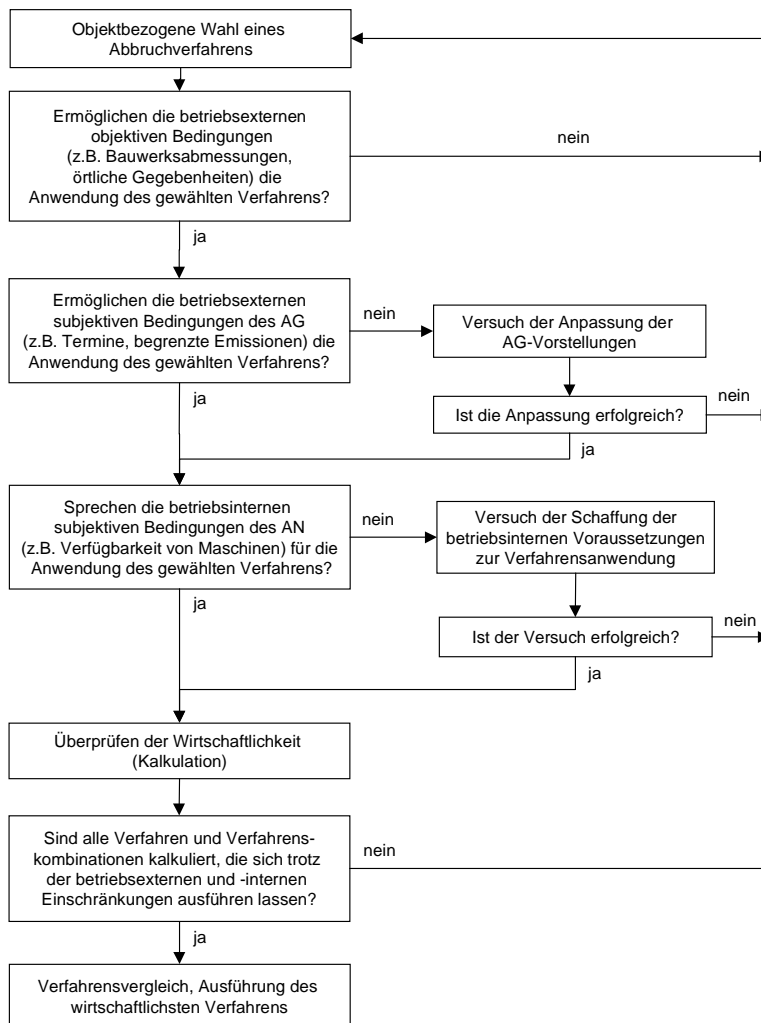 Objektbezogene Wahl eines
Abbruchverfahrens
Ermöglichen die betriebsexternen
objektiven Bedingungen
(z.B. Bauwerksabmessungen,
örtliche Gegebenheiten) die
Anwendung des gewählten Verfahrens?
nein
ja
Ermöglichen die betriebsexternen
subjektiven Bedingungen des AG
(z.B. Termine, begrenzte Emissionen) die
Anwendung des gewählten Verfahrens?
nein
Versuch der Anpassung der
AG-Vorstellungen
ja
Ist die Anpassung erfolgreich?
nein
ja
Sprechen die betriebsinternen
subjektiven Bedingungen des AN
(z.B. Verfügbarkeit von Maschinen) für die
Anwendung des gewählten Verfahrens?
nein
Versuch der Schaffung der
betriebsinternen Voraussetzungen
zur Verfahrensanwendung
ja
Ist der Versuch erfolgreich?
nein
ja
Überprüfen der Wirtschaftlichkeit
(Kalkulation)
Sind alle Verfahren und Verfahrens-
kombinationen kalkuliert, die sich trotz
der betriebsexternen und -internen
Einschränkungen ausführen lassen?
nein
ja
Verfahrensvergleich, Ausführung des
wirtschaftlichsten Verfahrens